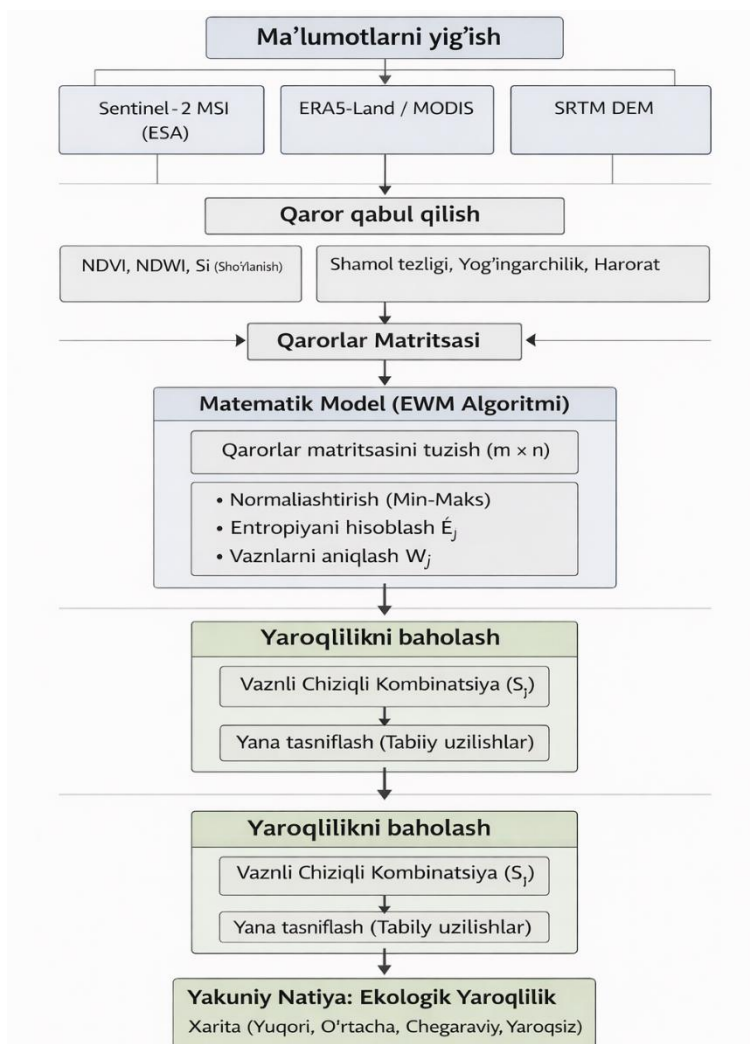 Ma'lumotlarni yig'ish
Sentinel-2 MSI
(ESA)
ERA5-Land / MODIS
SRTM DEM
Qaror qabul qilish
NDVI, NDWI, Si (Sho'rlanish)
Shamol tezligi, Yog'ingarchilik, Harorat
Qarorlar Matritsasi
Matematik Model (EWM Algoritmi)
Qarorlar matritsasini tuzish (m × n)
• Normaliashtirish (Min-Maks)
• Entropiyani hisoblash Éj
• Vaznlarni aniqlash Wj
Yaroqlilikni baholash
Vaznli Chiziqli Kombinatsiya (Sj)
Yana tasniflash (Tabiiy uzilishlar)
Yaroqlilikni baholash
Vaznli Chiziqli Kombinatsiya (Sj)
Yana tasniflash (Tabily uzilishlar)
Yakuniy Natiya: Ekologik Yaroqlilik
Xarita (Yuqori, O'rtacha, Chegaraviy, Yaroqsiz)